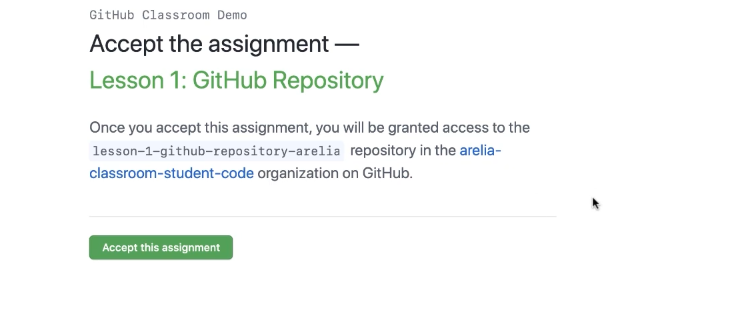 GitHub Classroom Demo
Accept the assignment —
Lesson 1: GitHub Repository
Once you accept this assignment, you will be granted access to the
lesson-1-github-repository-arelia repository in the arelia-
classroom-student-code organization on GitHub.
Accept this assignment